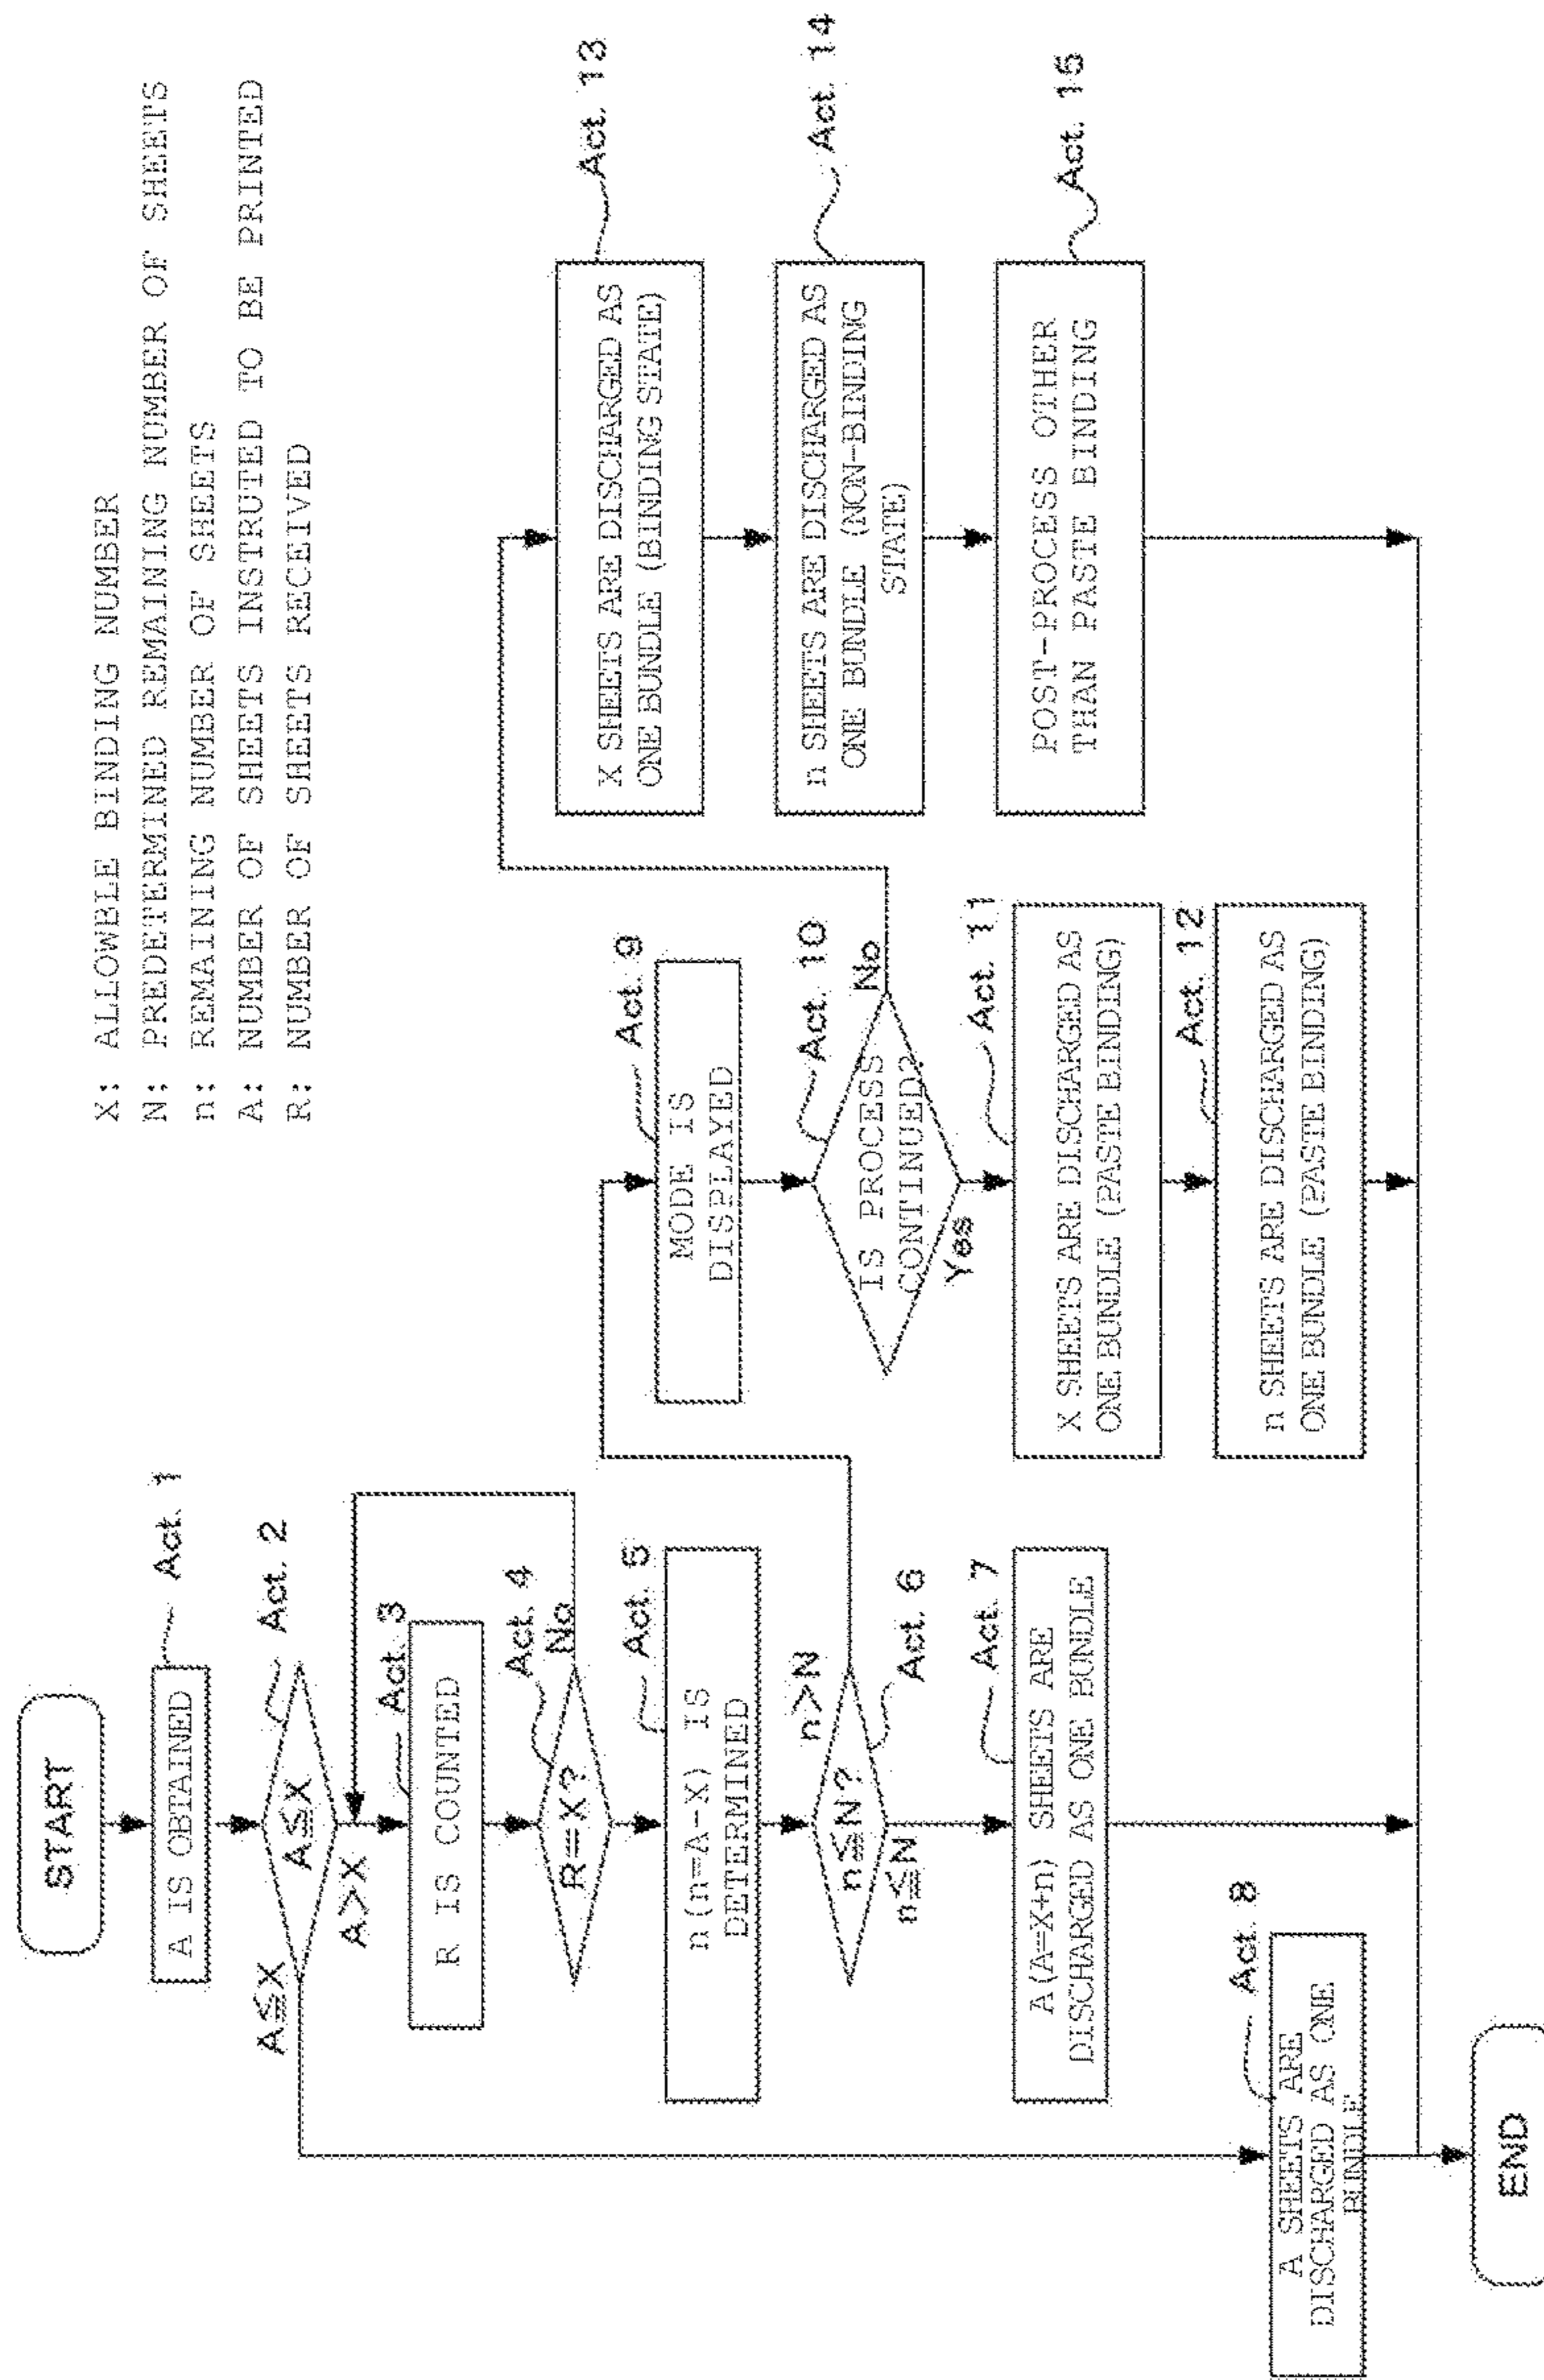 X: ALLOWBLE BINDING NUMBER
N: PREDETERMINED REMAINING NUMBER OF SHEETS
n: REMAINING NUMBER OF SHEETS
A: NUMBER OF SHEETS INSTRUTED TO BE PRINTED
R: NUMBER OF SHEETS RECEIVED
START
A IS OBTAINED
Act. 1
A≦X
Act. 2
A≦X
A>X
R IS COUNTED
Act. 3
R=X?
Act. 4
No
n(n=A-X) IS
DETERMINED
Act. 5
n≦N?
n>N
Act. 6
n≦N
A(A=X+n) SHEETS ARE
DISCHARGED AS ONE BUNDLE
Act. 7
A SHEETS ARE
DISCHARGED AS ONE
BUNDLE
Act. 8
MODE IS
DISPLAYED
Act. 9
IS PROCESS
CONTINUED?
Act. 10
No
Yes
X SHEETS ARE DISCHARGED AS
ONE BUNDLE (PASTE BINDING)
Act. 11
n SHEETS ARE DISCHARGED AS
ONE BUNDLE (PASTE BINDING)
Act. 12
X SHEETS ARE DISCHARGED AS
ONE BUNDLE (BINDING STATE)
Act. 13
n SHEETS ARE DISCHARGED AS
ONE BUNDLE (NON-BINDING
STATE)
Act. 14
POST-PROCESS OTHER
THAN PASTE BINDING
Act. 15
END